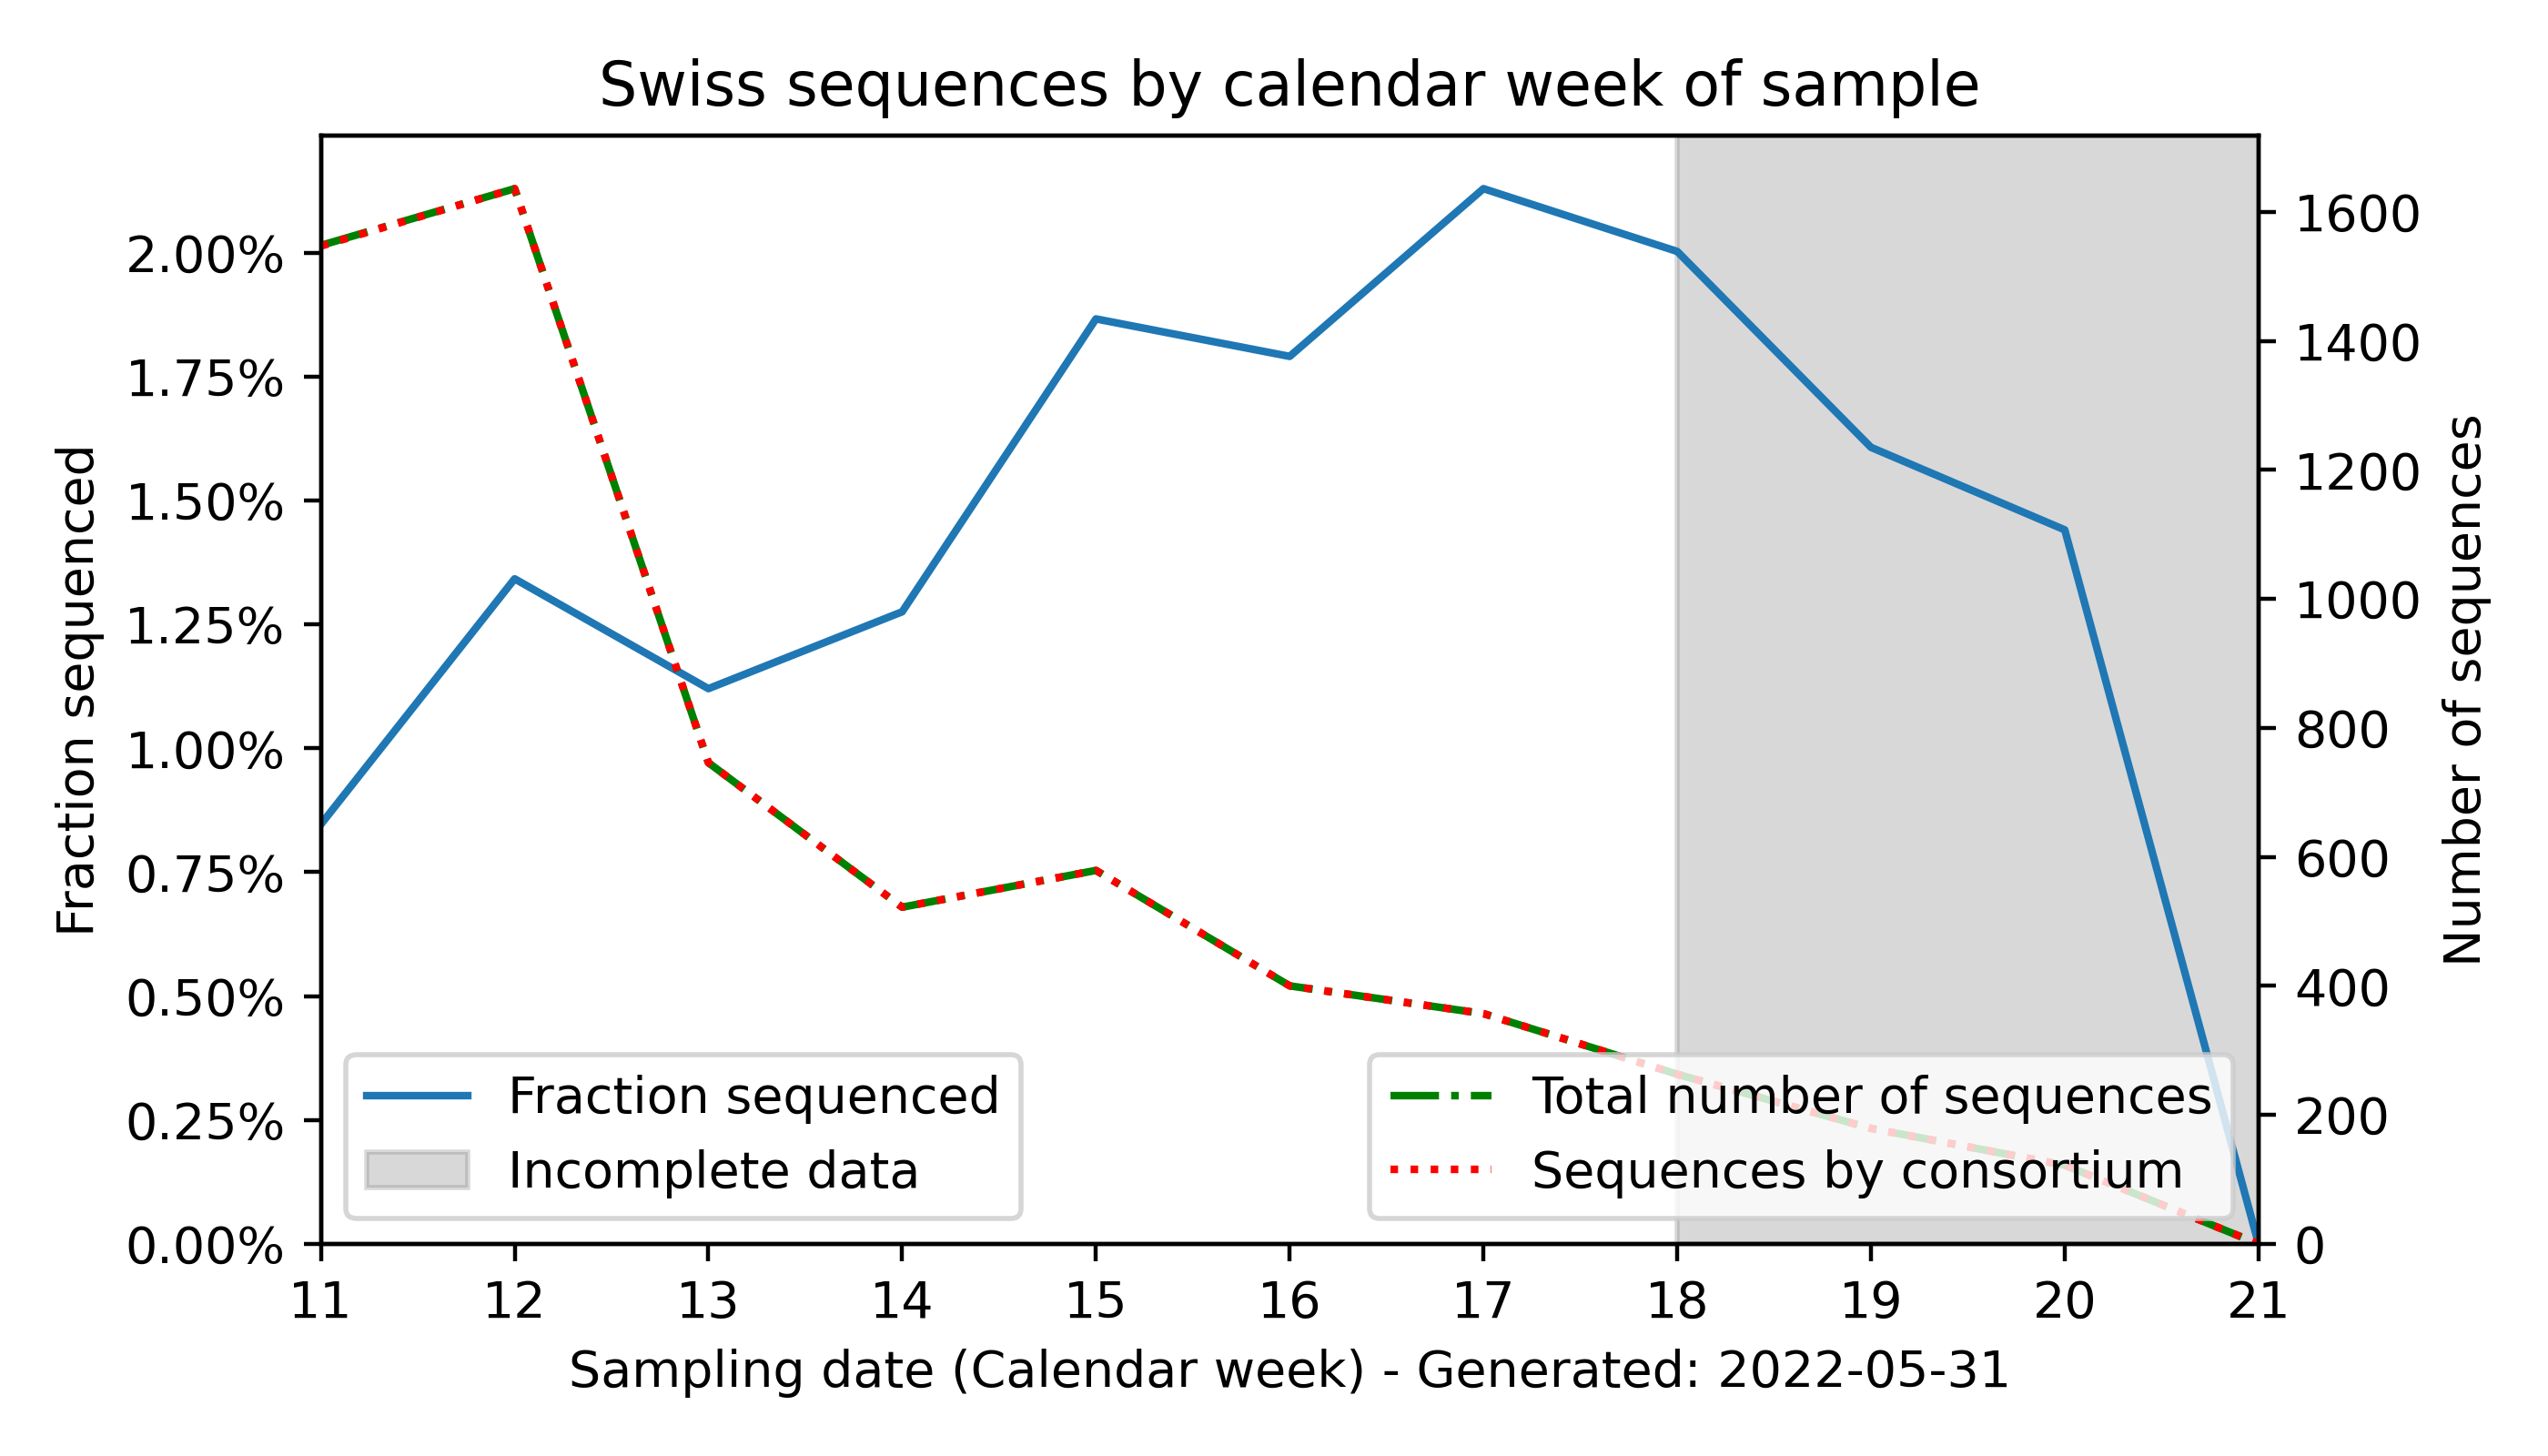 Swiss sequences by calendar week of sample
Fraction sequenced
2.00%
1.75%
1.50%
1.25%
1.00%
0.75%
0.50%
0.25%
0.00%
1600
1400
1200
1000
800
600
400
200
0
Number of sequences
Fraction sequenced
Incomplete data
Total number of sequences
Sequences by consortium
11 12 13 14 15 16 17 18 19 20 21
Sampling date (Calendar week) - Generated: 2022-05-31